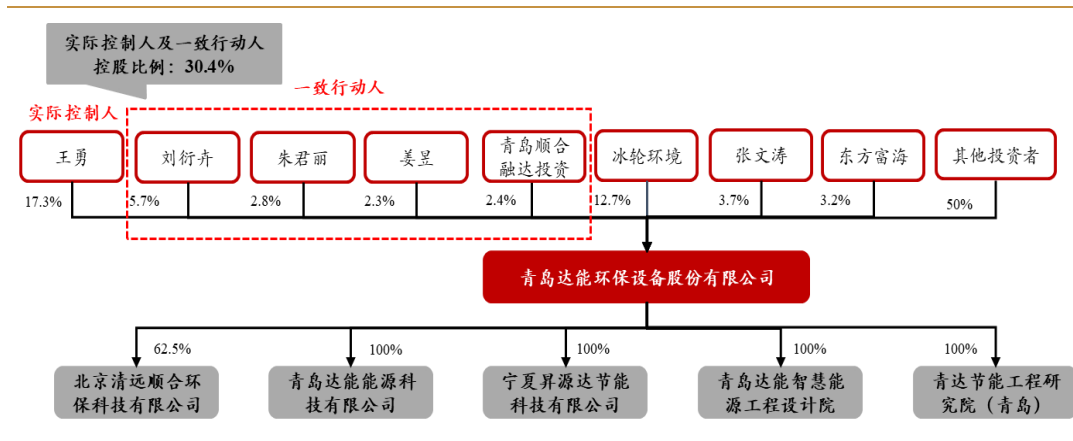 实际控制人及一致行动人
控股比例：30.4%
一致行动人
实际控制人
王勇
刘衍卉
朱君丽
姜昱
青岛顺合
融达投资
冰轮环境
张文涛
东方富海
其他投资者
17.3%
5.7%
2.8%
2.3%
2.4%
12.7%
3.7%
3.2%
50%
青岛达能环保设备股份有限公司
62.5%
100%
100%
100%
100%
北京清远顺合环
保科技有限公司
青岛达能能源科
技有限公司
宁夏昇源达节能
科技有限公司
青岛达能智慧能
源工程设计院
青达节能工程研
究院（青岛）